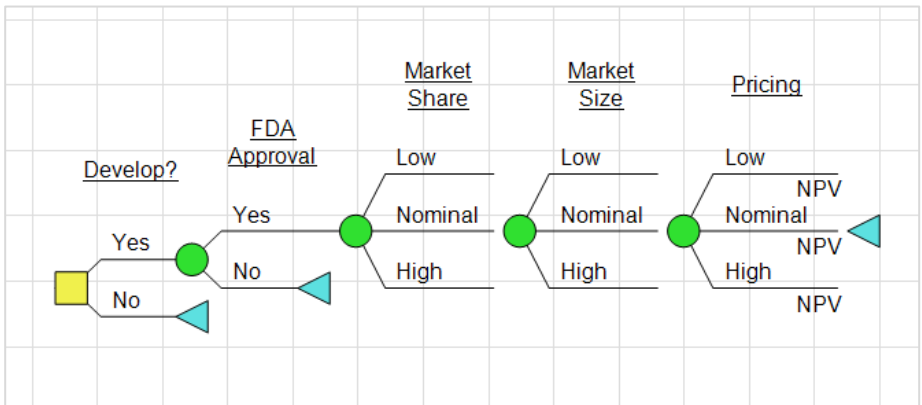 Market
Share
Market
Size
Pricing
FDA
Approval
Develop?
Low
Low
Low
NPV
Yes
Nominal
Nominal
Nominal
NPV
Yes
No
High
High
High
No
NPV